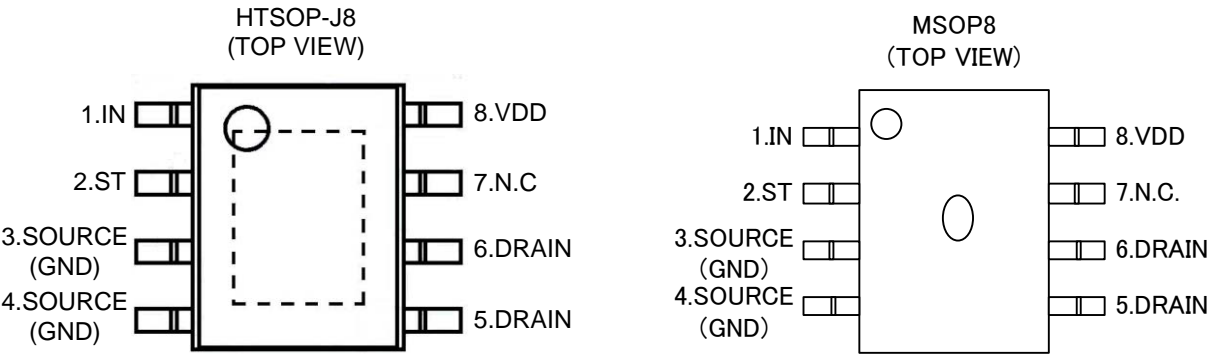 HTSOP-J8
(TOP VIEW)
1.IN
2.ST
3.SOURCE
(GND)
4.SOURCE
(GND)
8.VDD
7.N.C
6.DRAIN
5.DRAIN
MSOP8
(TOP VIEW)
1.IN
2.ST
3.SOURCE
(GND)
4.SOURCE
(GND)
8.VDD
7.N.C.
6.DRAIN
5.DRAIN